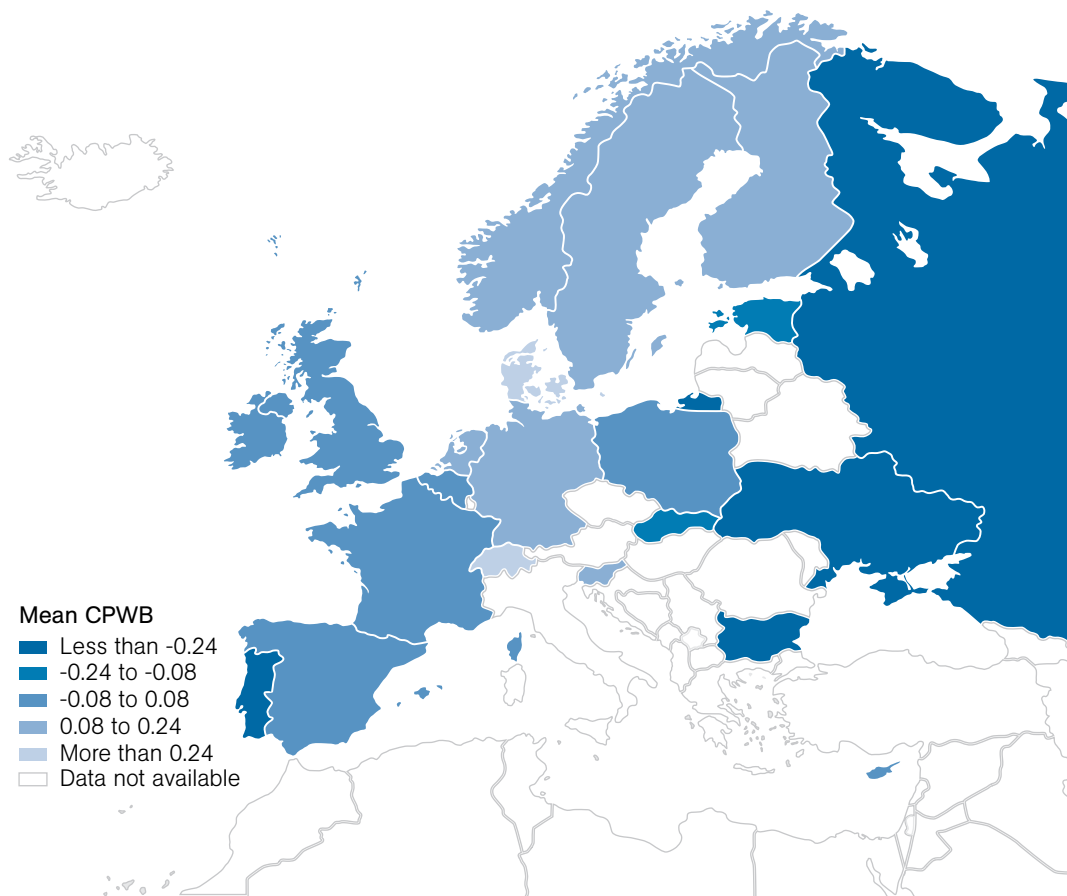 Mean CPWB
Less than -0.24
-0.24 to -0.08
-0.08 to 0.08
0.08 to 0.24
More than 0.24
Data not available